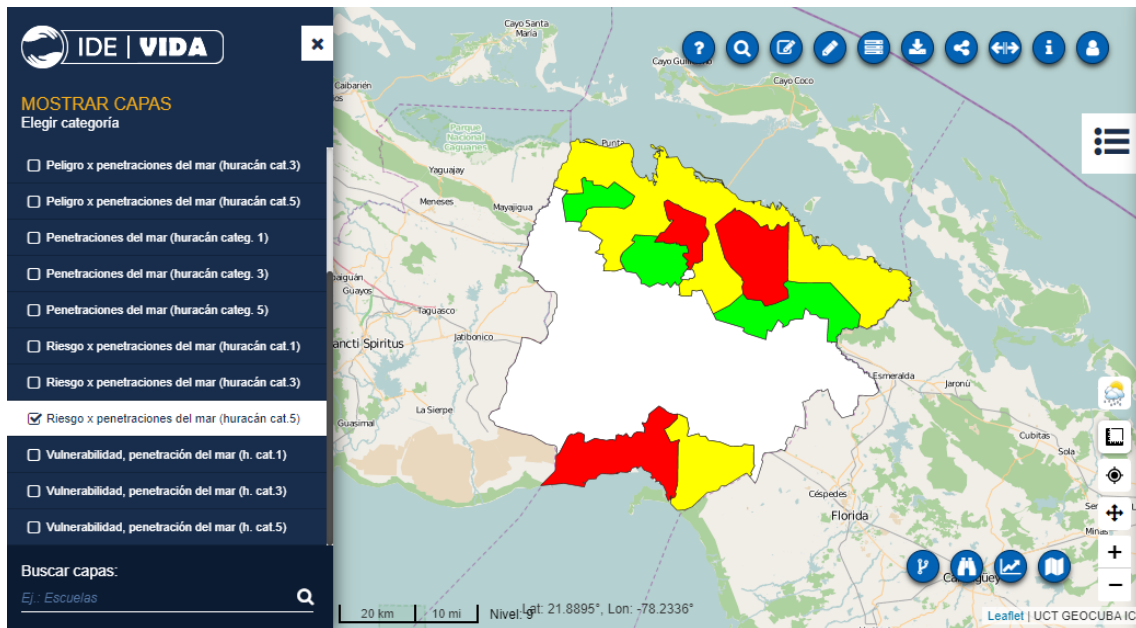 IDE | VIDA
MOSTRAR CAPAS
Elegir categoría
Peligro x penetraciones del mar (huracán cat.3)
Peligro x penetraciones del mar (huracán cat.5)
Penetraciones del mar (huracán categ. 1)
Penetraciones del mar (huracán categ. 3)
Penetraciones del mar (huracán categ. 5)
Riesgo x penetraciones del mar (huracán cat.1)
Riesgo x penetraciones del mar (huracán cat.3)
Riesgo x penetraciones del mar (huracán cat.5)
Vulnerabilidad, penetración del mar (h. cat.1)
Vulnerabilidad, penetración del mar (h. cat.3)
Vulnerabilidad, penetración del mar (h. cat.5)
Buscar capas:
Ej.: Escuelas
Cayo Santa
María
Cayo Coco
Caibarién
Parque
Nacional
Caguanes
Punta
Yaguajay
Meneses
Mayajigua
Guayos
Taguasco
Jatibonico
ancti Spíritus
La Sierpe
Guasimal
Esmeralda
Jaronú
Cubitas
Sola
Céspedes
Florida
Minas
20 km
10 mi
Nivel: 9
Lat: 21.8895°, Lon: -78.2336°
Leaflet | UCT GEOCUBA IC